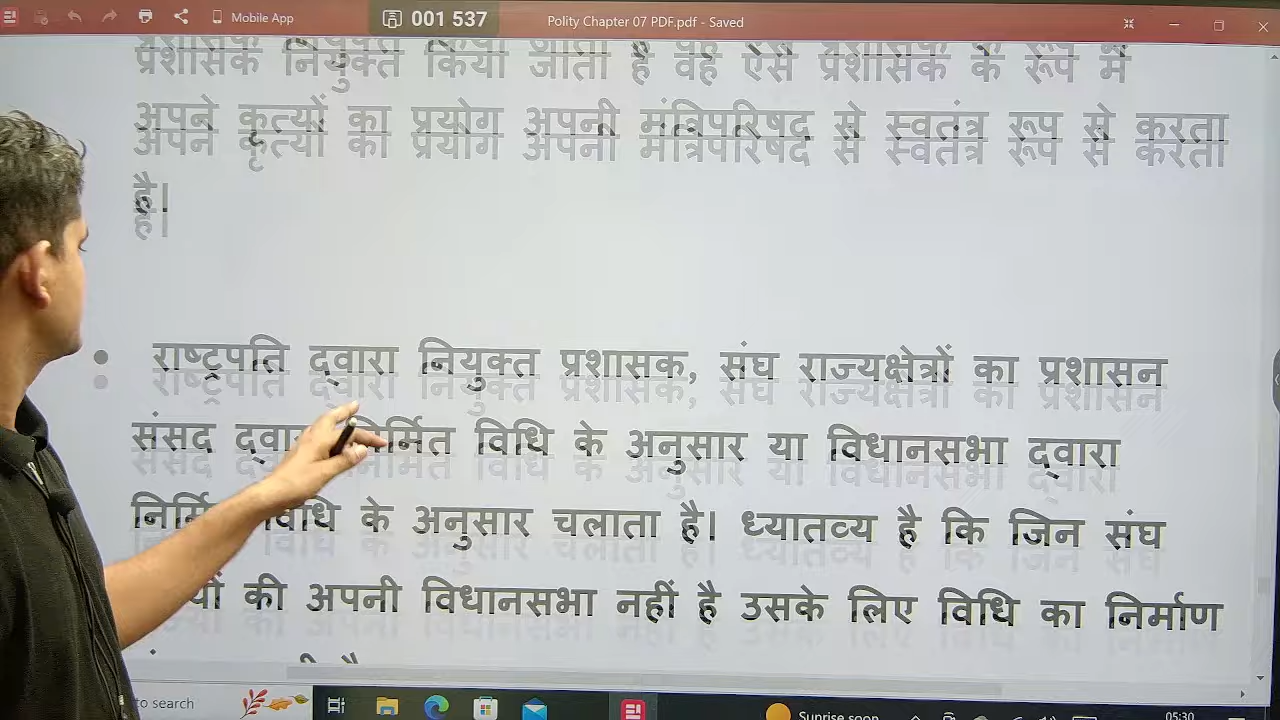 Mobile App
001 537
Polity Chapter 07 PDF.pdf - Saved
प्रशासक नियुक्त किया जाता है वह ऐसे प्रशासक के रूप में
अपने कृत्यों का प्रयोग अपनी मंत्रिपरिषद से स्वतंत्र रूप से करता
है।
• राष्ट्रपति द्वारा नियुक्त प्रशासक, संघ राज्यक्षेत्रों का प्रशासन
संसद द्वारा निर्मित विधि के अनुसार या विधानसभा द्वारा
निर्मित विधि के अनुसार चलाता है। ध्यातव्य है कि जिन संघ
की अपनी विधानसभा नहीं है उसके लिए विधि का निर्माण
to search
Sunrise soon
05:30